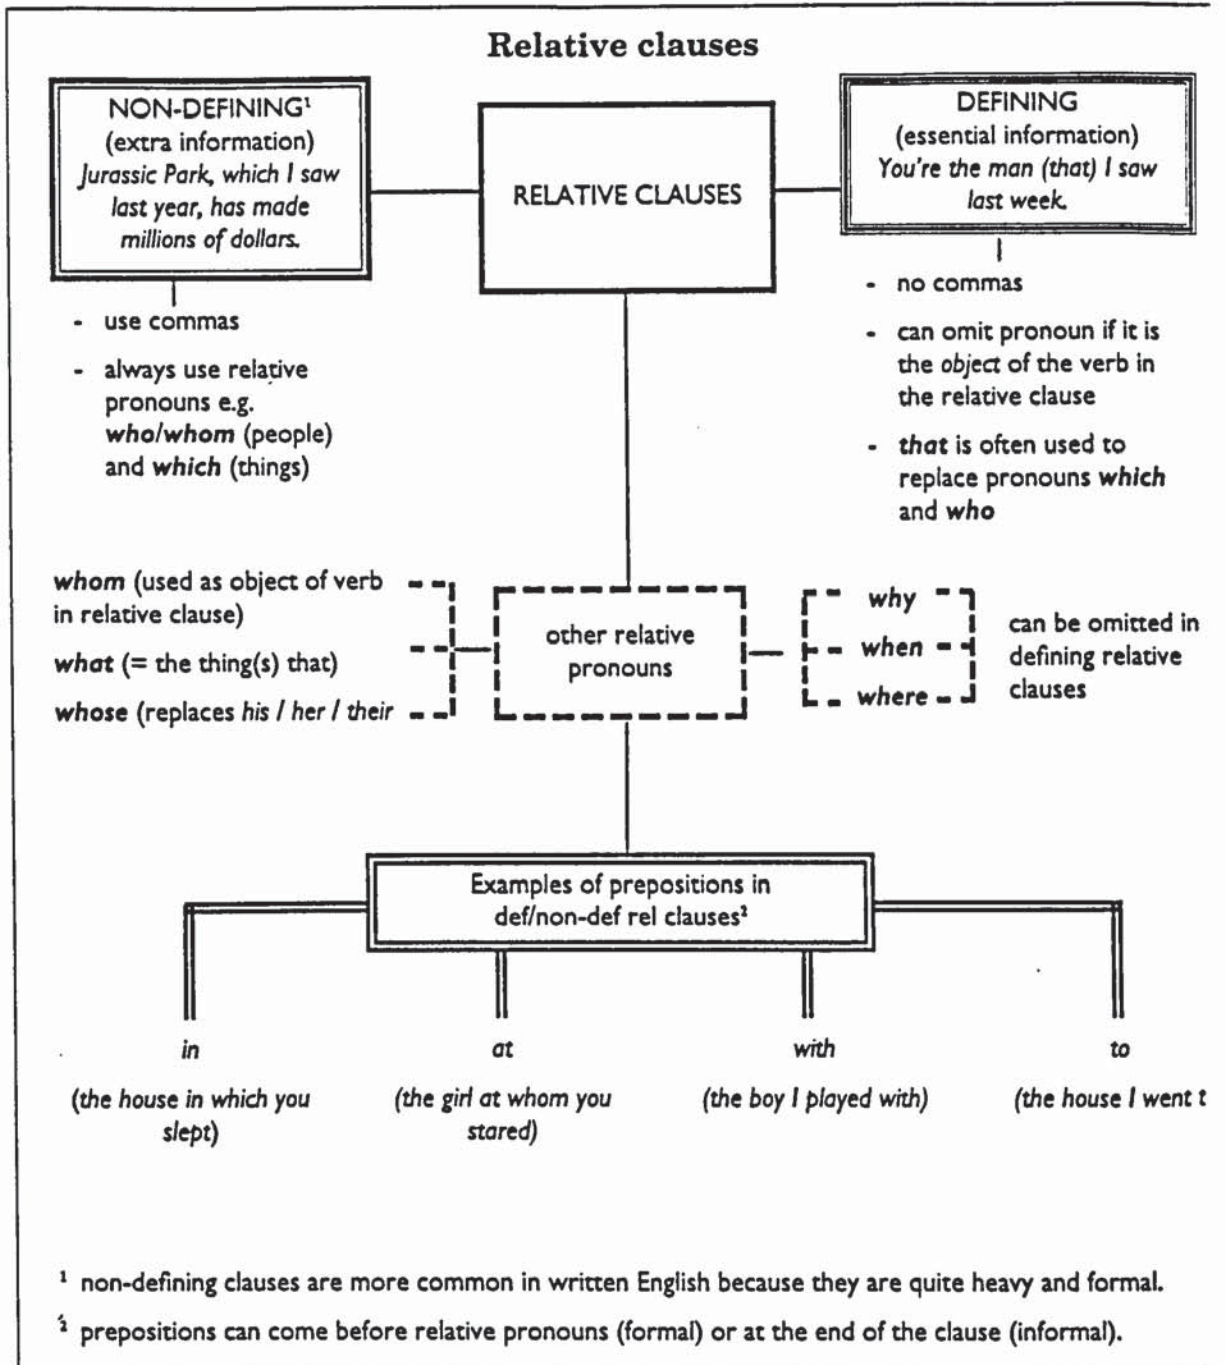 Relative clauses
NON-DEFINING¹
(extra information)
Jurassic Park, which I saw
last year, has made
millions of dollars.
RELATIVE CLAUSES
DEFINING
(essential information)
You're the man (that) I saw
last week.
- use commas
- always use relative
pronouns e.g.
who/whom (people)
and which (things)
- no commas
- can omit pronoun if it is
the object of the verb in
the relative clause
- that is often used to
replace pronouns which
and who
whom (used as object of verb
in relative clause)
what (= the thing(s) that)
whose (replaces his / her / their
other relative
pronouns
why
when
where
can be omitted in
defining relative
clauses
Examples of prepositions in
def/non-def rel clauses²
in
(the house in which you
slept)
at
(the girl at whom you
stared)
with
(the boy I played with)
to
(the house I went t
¹ non-defining clauses are more common in written English because they are quite heavy and formal.
² prepositions can come before relative pronouns (formal) or at the end of the clause (informal).